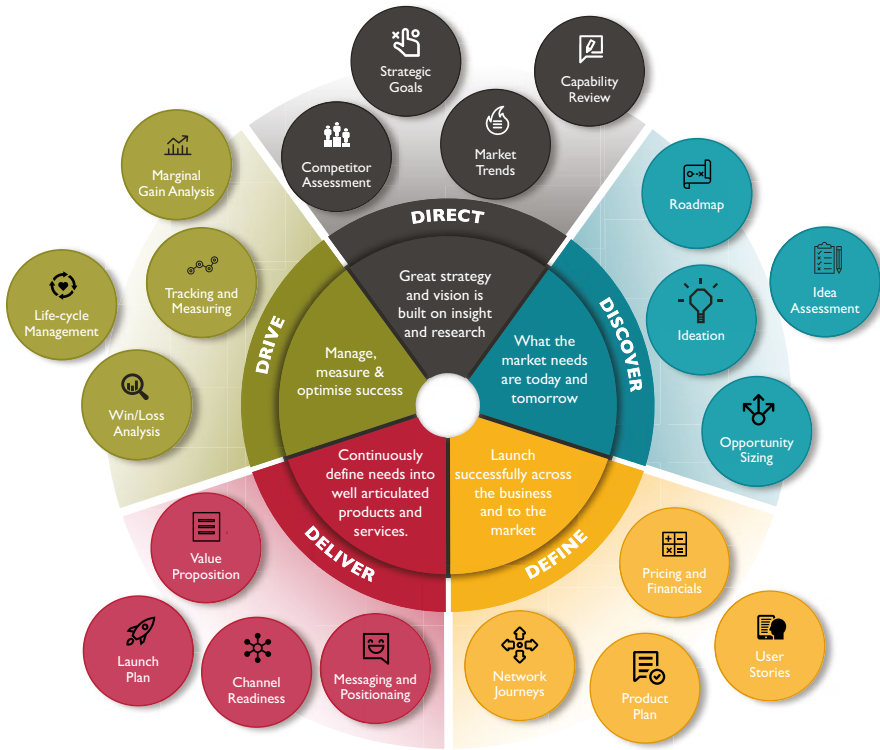 Strategic
Goals
Capability
Review
Competitor
Assessment
Market
Trends
DIRECT
Great strategy
and vision is
built on insight
and research
Roadmap
Idea
Assessment
Ideation
Opportunity
Sizing
DISCOVER
What the
market needs
are today and
tomorrow
Pricing and
Financials
User
Stories
Network
Journeys
Product
Plan
DEFINE
Launch
successfully across
the business
and to the
market
Value
Proposition
Launch
Plan
Channel
Readiness
Messaging and
Positionaing
DELIVER
Continuously
define needs into
well articulated
products and
services.
Marginal
Gain Analysis
Tracking and
Measuring
Life-cycle
Management
Win/Loss
Analysis
DRIVE
Manage,
measure &
optimise success